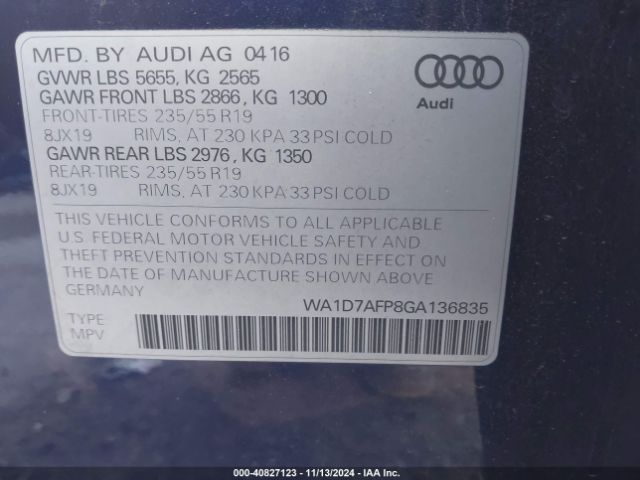 MFD. BY AUDI AG 0416
GVWR LBS 5655, KG 2565
GAWR FRONT LBS 2866, KG 1300
FRONT-TIRES 235/55 R19
8JX19 RIMS, AT 230 KPA 33 PSI COLD
GAWR REAR LBS 2976, KG 1350
REAR-TIRES 235/55 R19
8JX19 RIMS, AT 230 KPA 33 PSI COLD
Audi
THIS VEHICLE CONFORMS TO ALL APPLICABLE
U.S. FEDERAL MOTOR VEHICLE SAFETY AND
THEFT PREVENTION STANDARDS IN EFFECT ON
THE DATE OF MANUFACTURE SHOWN ABOVE
GERMANY
WA1D7AFP8GA136835
TYPE
MPV
000-40827123 - 11/13/2024 - IAA Inc.